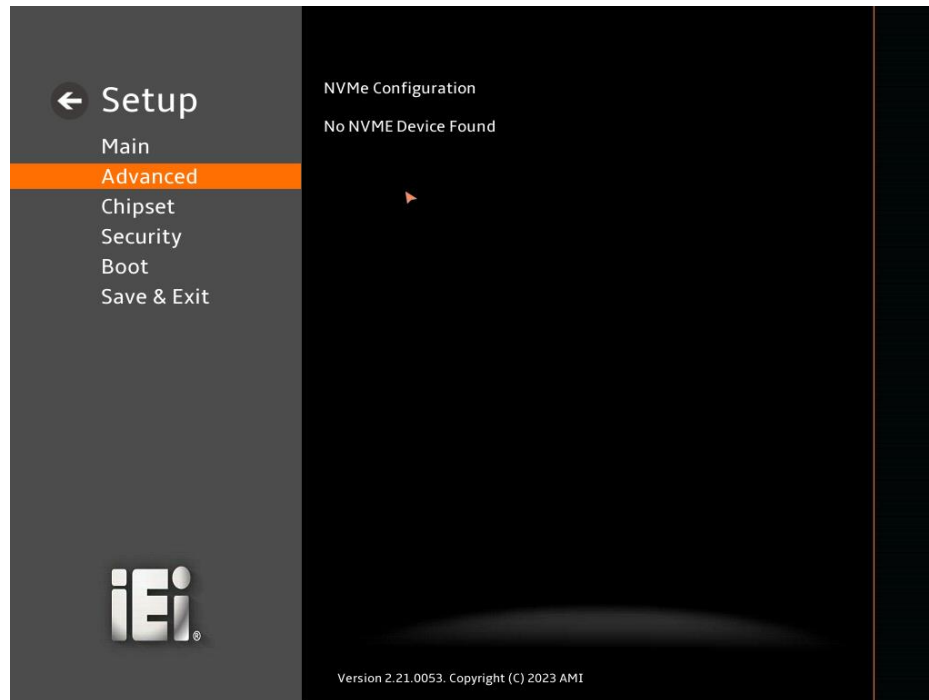 Setup
Main
Advanced
Chipset
Security
Boot
Save & Exit
iEi®
NVMe Configuration
No NVME Device Found
Version 2.21.0053. Copyright (C) 2023 AMI